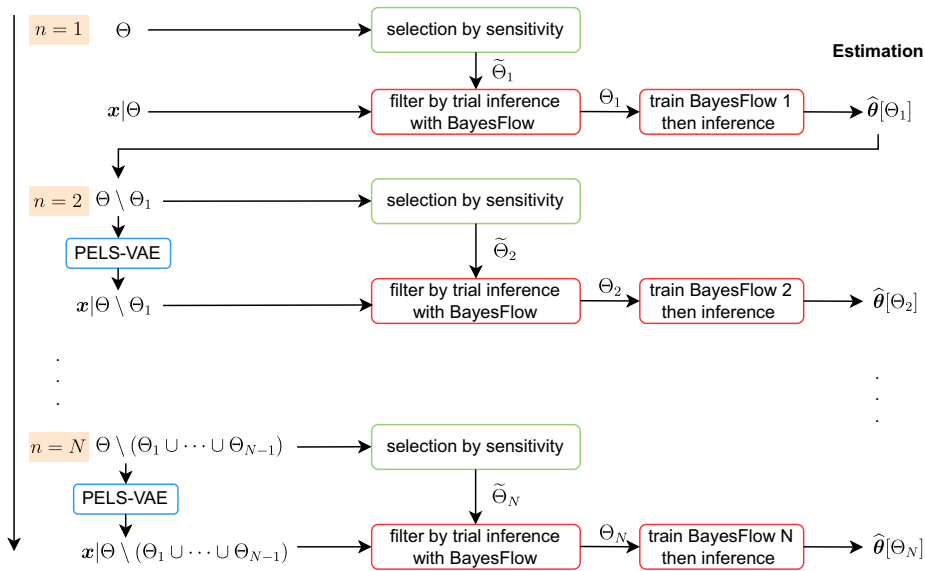 n = 1
Θ
selection by sensitivity
Estimation
Θ̃₁
x|Θ
filter by trial inference
with BayesFlow
Θ₁
train BayesFlow 1
then inference
θ̂[Θ₁]
n = 2
Θ \ Θ₁
selection by sensitivity
PELS-VAE
Θ̃₂
x|Θ \ Θ₁
filter by trial inference
with BayesFlow
Θ₂
train BayesFlow 2
then inference
θ̂[Θ₂]
. . .
. . .
n = N
Θ \ (Θ₁ ∪ ⋯ ∪ Θ_{N−1})
selection by sensitivity
PELS-VAE
Θ̃_N
x|Θ \ (Θ₁ ∪ ⋯ ∪ Θ_{N−1})
filter by trial inference
with BayesFlow
Θ_N
train BayesFlow N
then inference
θ̂[Θ_N]